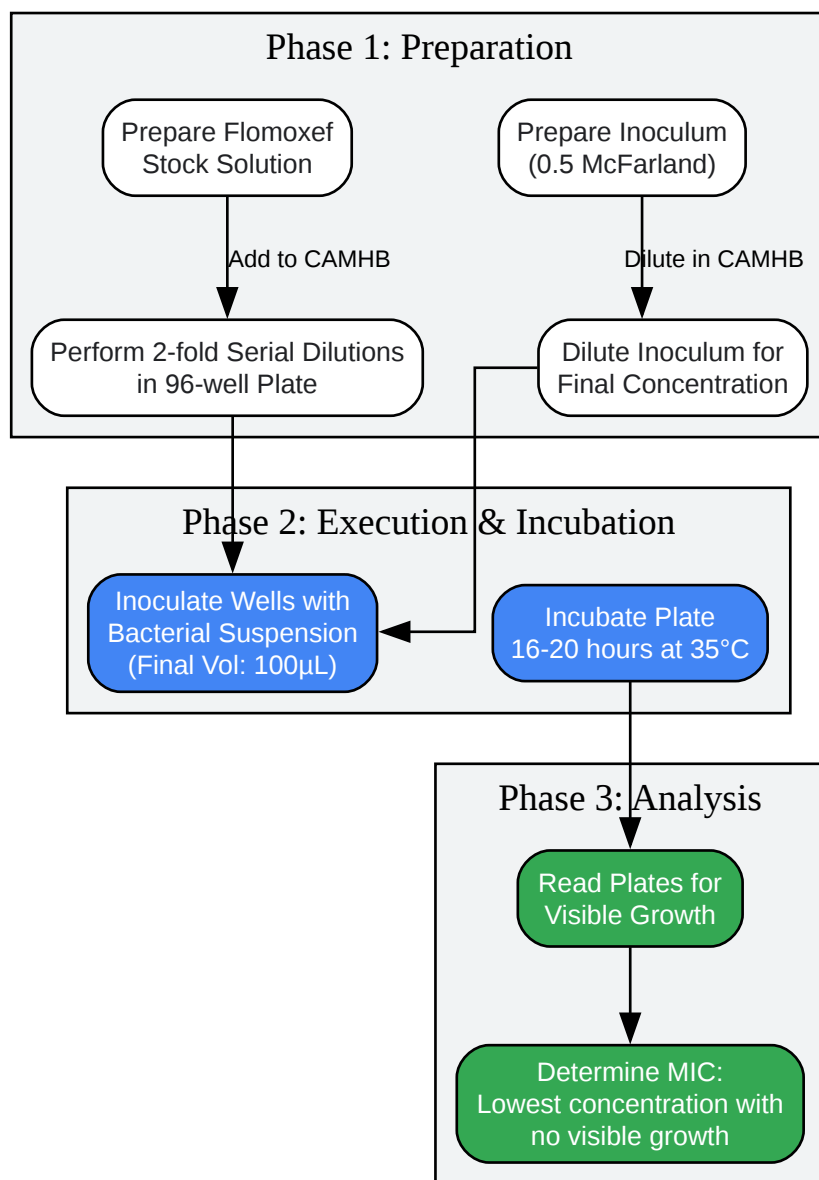 Phase 1: Preparation
Prepare Flomoxef
Stock Solution
Prepare Inoculum
(0.5 McFarland)
Add to CAMHB
Dilute in CAMHB
Perform 2-fold Serial Dilutions
in 96-well Plate
Dilute Inoculum for
Final Concentration
Phase 2: Execution & Incubation
Inoculate Wells with
Bacterial Suspension
(Final Vol: 100µL)
Incubate Plate
16-20 hours at 35°C
Phase 3: Analysis
Read Plates for
Visible Growth
Determine MIC:
Lowest concentration with
no visible growth